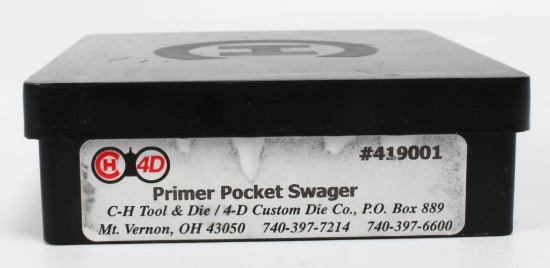 CH 4D #419001
Primer Pocket Swager
C-H Tool & Die / 4-D Custom Die Co., P.O. Box 889
Mt. Vernon, OH 43050 740-397-7214 740-397-6600